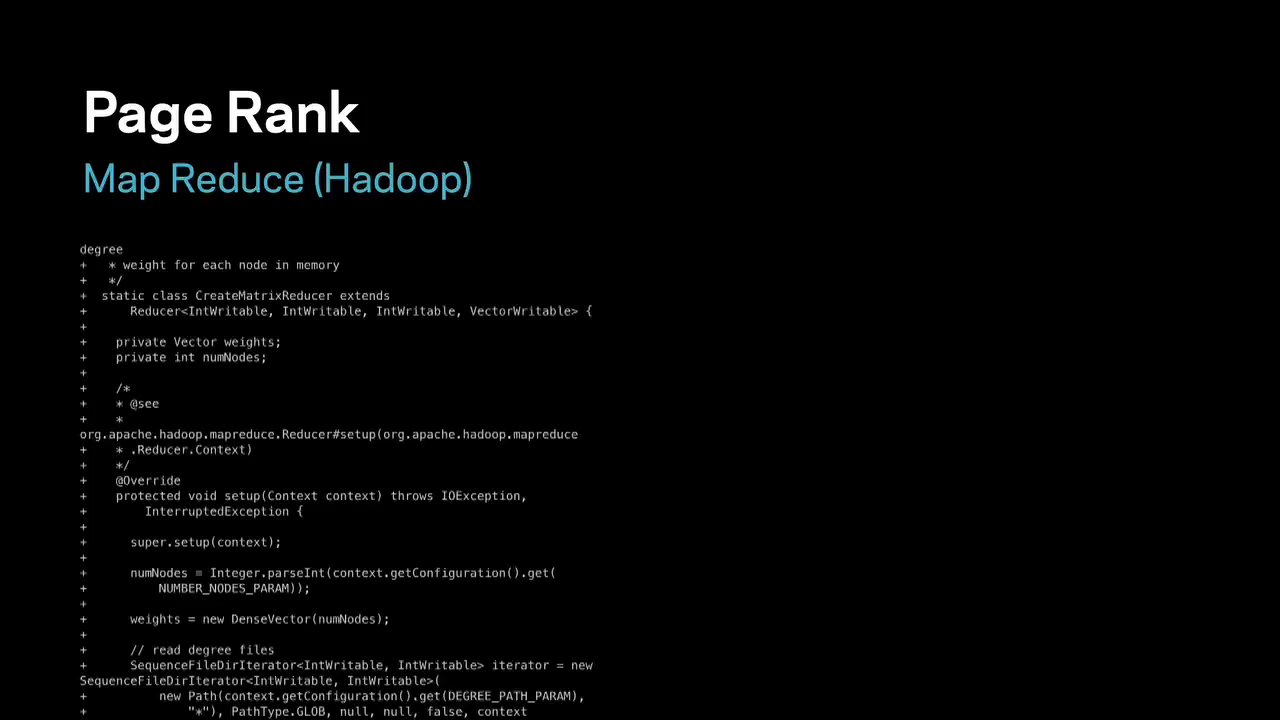 Page Rank
Map Reduce (Hadoop)
degree
+   * weight for each node in memory
+   */
+  static class CreateMatrixReducer extends
+      Reducer<IntWritable, IntWritable, IntWritable, VectorWritable> {
+
+    private Vector weights;
+    private int numNodes;
+
+    /*
+    * @see
+    *
org.apache.hadoop.mapreduce.Reducer#setup(org.apache.hadoop.mapreduce
+    * .Reducer.Context)
+    */
+    @Override
+    protected void setup(Context context) throws IOException,
+        InterruptedException {
+
+      super.setup(context);
+
+      numNodes = Integer.parseInt(context.getConfiguration().get(
+          NUMBER_NODES_PARAM));
+
+      weights = new DenseVector(numNodes);
+
+      // read degree files
+      SequenceFileDirIterator<IntWritable, IntWritable> iterator = new
SequenceFileDirIterator<IntWritable, IntWritable>(
+          new Path(context.getConfiguration().get(DEGREE_PATH_PARAM),
+              "*"), PathType.GLOB, null, null, false, context